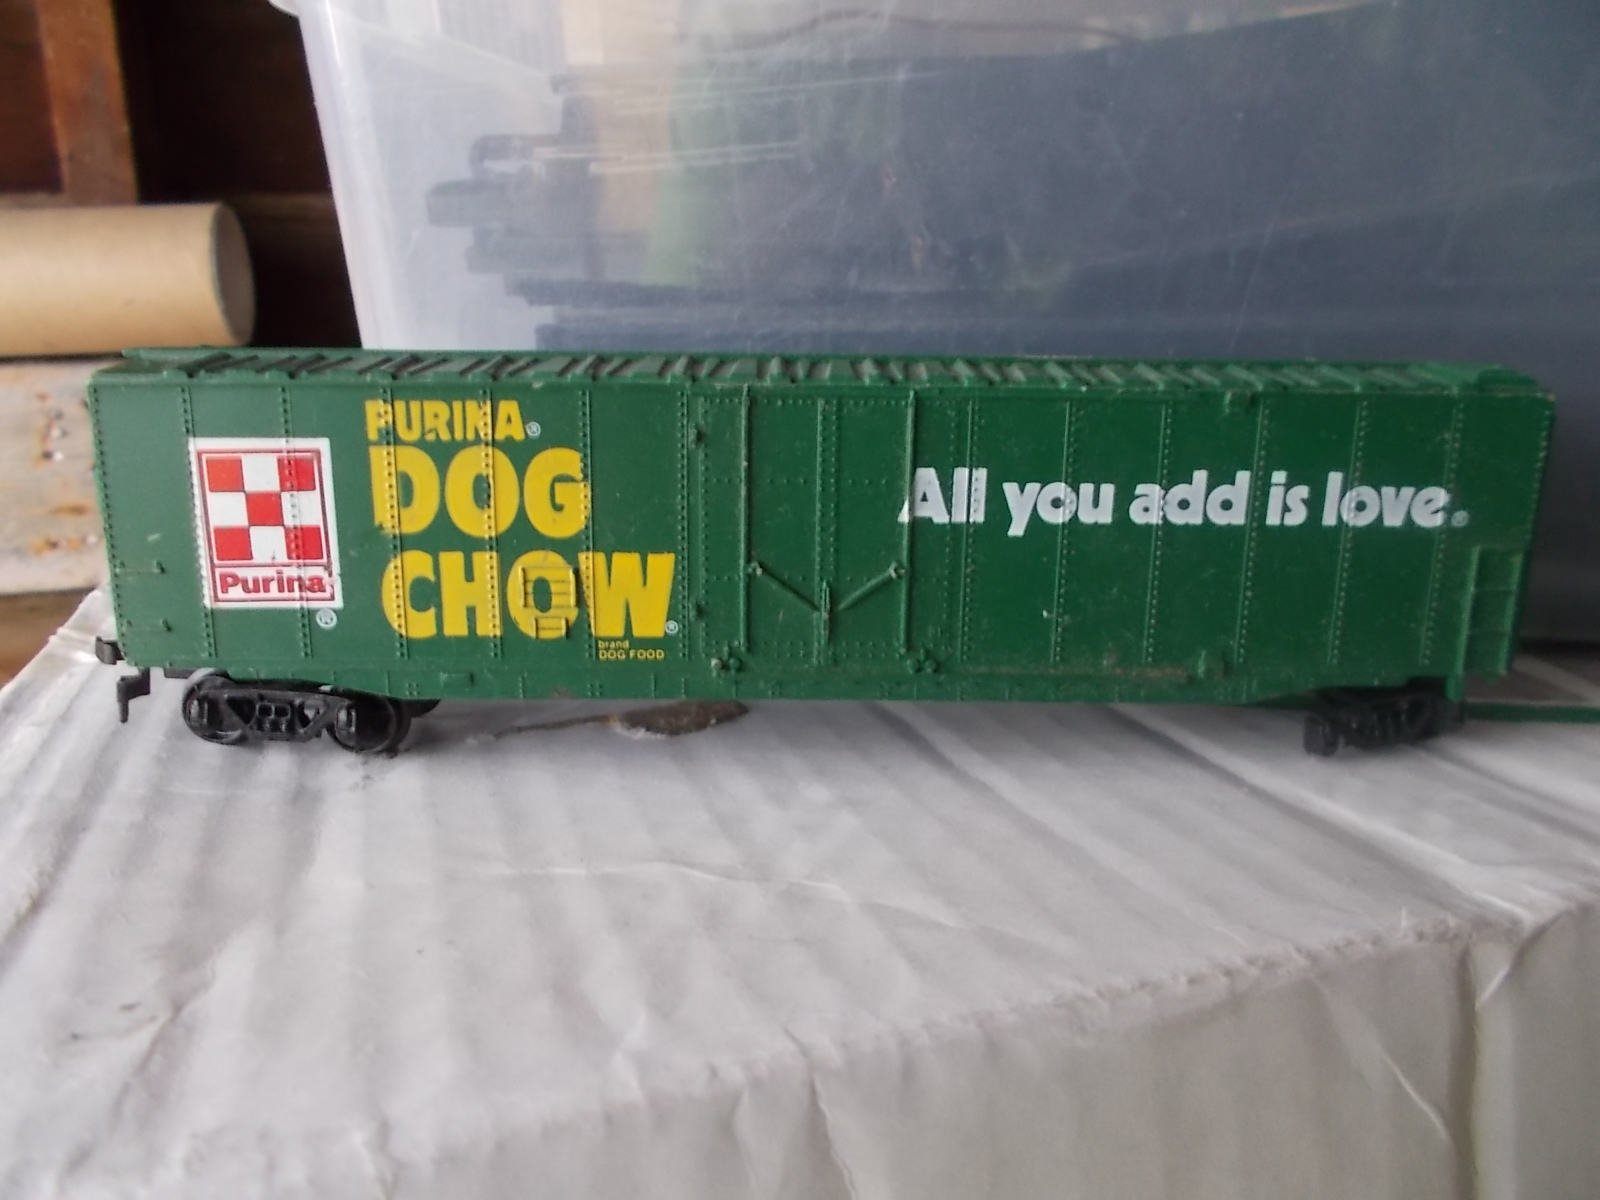 Purina
®
PURINA®
DOG
CHOW®
brand
DOG FOOD
All you add is love.